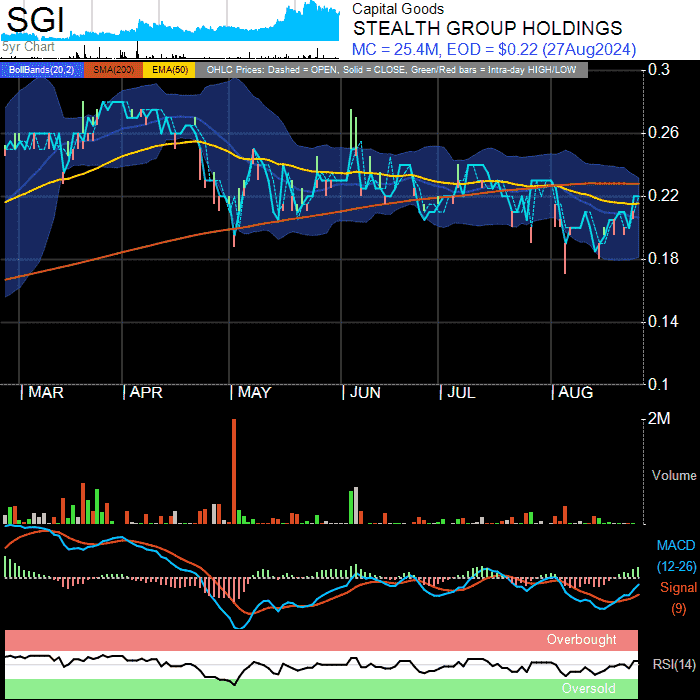 SGI
5yr Chart
Capital Goods
STEALTH GROUP HOLDINGS
MC = 25.4M, EOD = $0.22 (27Aug2024)
BollBands(20,2) SMA(200) EMA(50) OHLC Prices: Dashed = OPEN, Solid = CLOSE, Green/Red bars = Intra-day HIGH/LOW
0.3
0.26
0.22
0.18
0.14
0.1
MAR APR MAY JUN JUL AUG
2M
Volume
MACD
(12-26)
Signal
(9)
Overbought
RSI(14)
Oversold